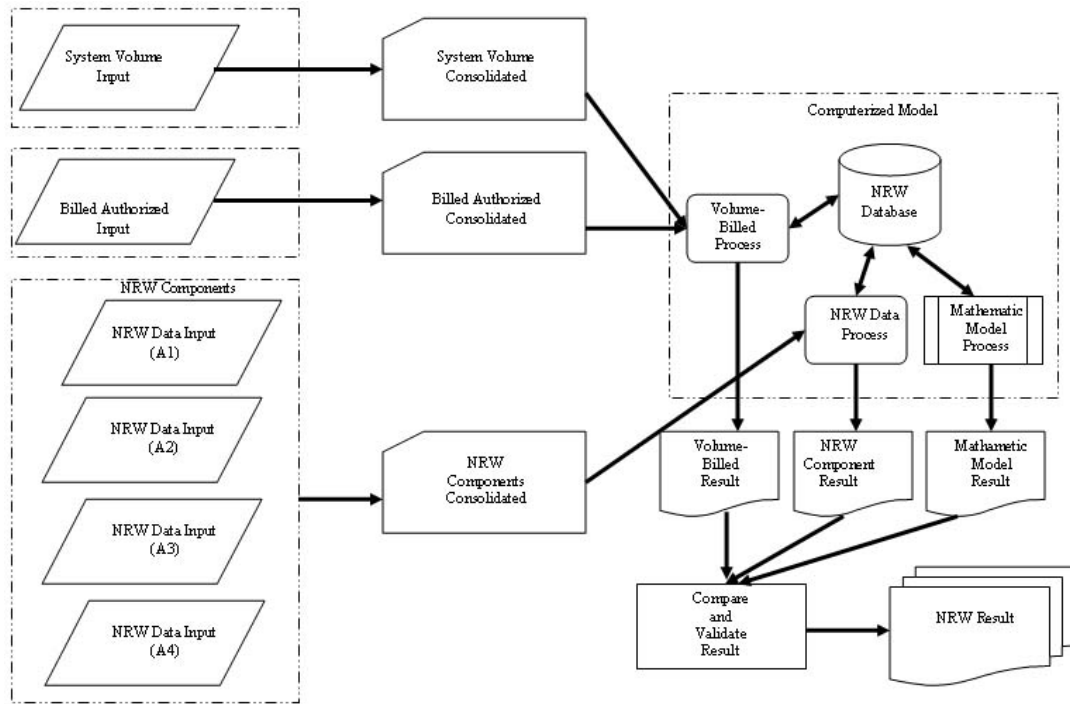 System Volume
Input
System Volume
Consolidated
Computerized Model
Billed Authorized
Input
Billed Authorized
Consolidated
Volume-
Billed
Process
NRW
Database
NRW Components
NRW Data Input
(A1)
NRW Data Input
(A2)
NRW Data Input
(A3)
NRW Data Input
(A4)
NRW Data
Process
Mathematic
Model
Process
NRW
Components
Consolidated
Volume-
Billed
Result
NRW
Component
Result
Mathametic
Model
Result
Compare
and
Validate
Result
NRW Result